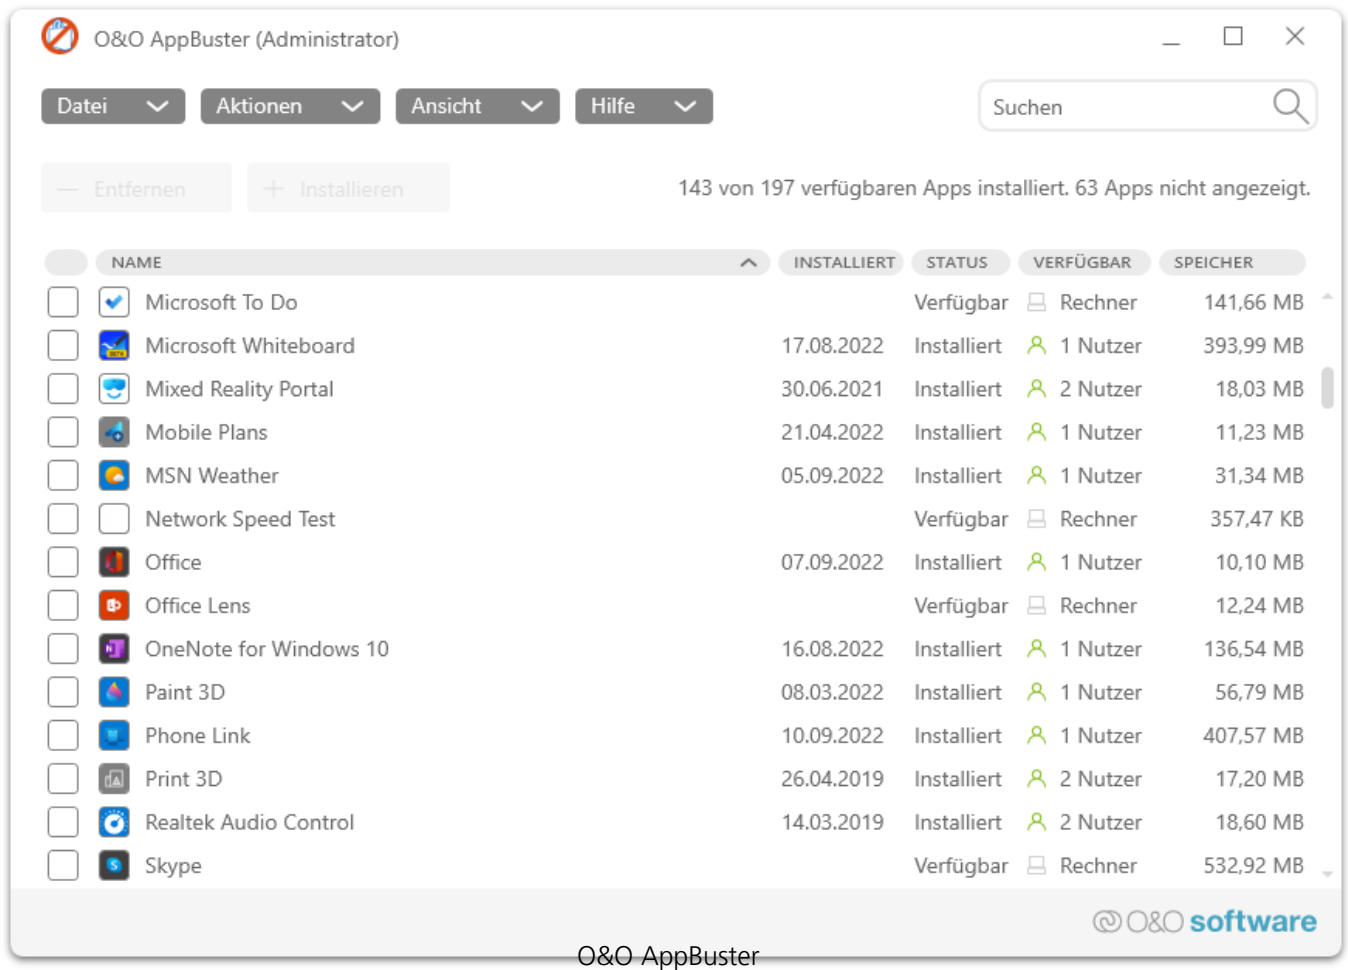 O&O AppBuster (Administrator)
Datei Aktionen Ansicht Hilfe Suchen
Entfernen Installieren 143 von 197 verfügbaren Apps installiert. 63 Apps nicht angezeigt.
NAME INSTALLIERT STATUS VERFÜGBAR SPEICHER
Microsoft To Do Verfügbar Rechner 141,66 MB
Microsoft Whiteboard 17.08.2022 Installiert 1 Nutzer 393,99 MB
Mixed Reality Portal 30.06.2021 Installiert 2 Nutzer 18,03 MB
Mobile Plans 21.04.2022 Installiert 1 Nutzer 11,23 MB
MSN Weather 05.09.2022 Installiert 1 Nutzer 31,34 MB
Network Speed Test Verfügbar Rechner 357,47 KB
Office 07.09.2022 Installiert 1 Nutzer 10,10 MB
Office Lens Verfügbar Rechner 12,24 MB
OneNote for Windows 10 16.08.2022 Installiert 1 Nutzer 136,54 MB
Paint 3D 08.03.2022 Installiert 1 Nutzer 56,79 MB
Phone Link 10.09.2022 Installiert 1 Nutzer 407,57 MB
Print 3D 26.04.2019 Installiert 2 Nutzer 17,20 MB
Realtek Audio Control 14.03.2019 Installiert 2 Nutzer 18,60 MB
Skype Verfügbar Rechner 532,92 MB
O&O software
O&O AppBuster